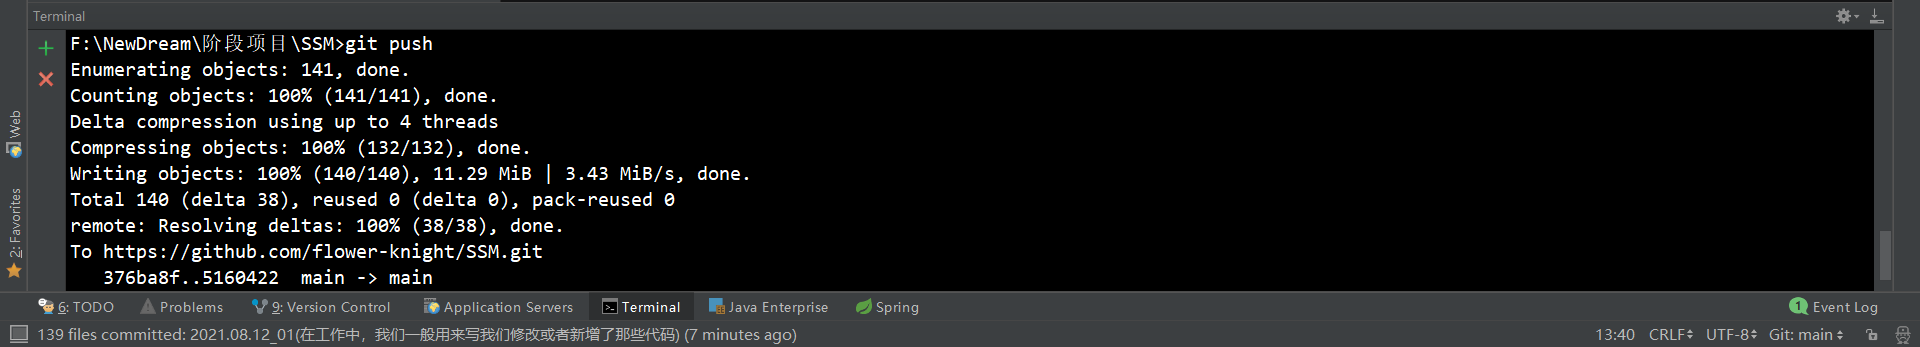 Terminal
F:\NewDream\阶段项目\SSM>git push
Enumerating objects: 141, done.
Counting objects: 100% (141/141), done.
Delta compression using up to 4 threads
Compressing objects: 100% (132/132), done.
Writing objects: 100% (140/140), 11.29 MiB | 3.43 MiB/s, done.
Total 140 (delta 38), reused 0 (delta 0), pack-reused 0
remote: Resolving deltas: 100% (38/38), done.
To https://github.com/flower-knight/SSM.git
376ba8f..5160422  main -> main
Web
2: Favorites
6: TODO Problems 9: Version Control Application Servers Terminal Java Enterprise Spring 1 Event Log
139 files committed: 2021.08.12_01(在工作中，我们一般用来写我们修改或者新增了那些代码) (7 minutes ago) 13:40 CRLF UTF-8 Git: main